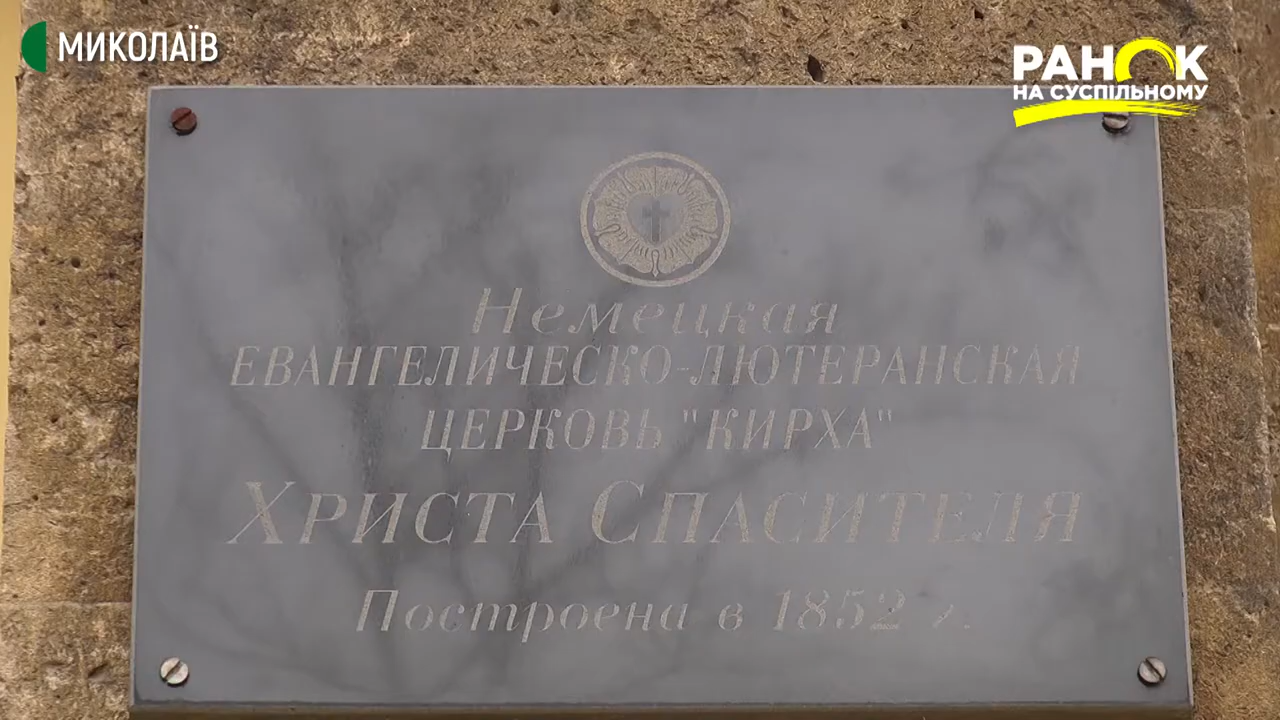 МИКОЛАЇВ
РАНОК
НА СУСПІЛЬНОМУ
Немецкая
ЕВАНГЕЛИЧЕСКО-ЛЮТЕРАНСКАЯ
ЦЕРКОВЬ "КИРХА"
ХРИСТА СПАСИТЕЛЯ
Построена в 1852 г.